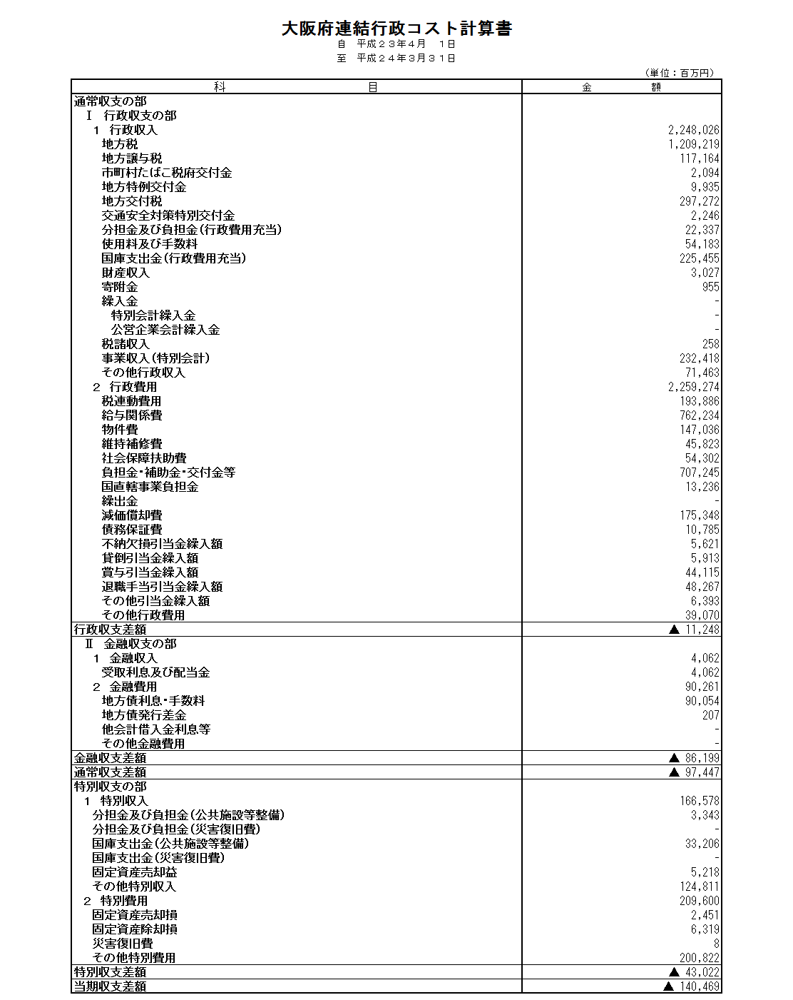 大阪府連結行政コスト計算書
自　平成２３年４月　１日
至　平成２４年３月３１日
（単位：百万円）
科　目　金　額
通常収支の部
Ⅰ　行政収支の部
１　行政収入 2,248,026
地方税 1,209,219
地方譲与税 117,164
市町村たばこ税府交付金 2,094
地方特例交付金 9,935
地方交付税 297,272
交通安全対策特別交付金 2,246
分担金及び負担金（行政費用充当） 22,337
使用料及び手数料 54,183
国庫支出金（行政費用充当） 225,455
財産収入 3,027
寄附金 955
繰入金 -
特別会計繰入金 -
公営企業会計繰入金 -
税諸収入 258
事業収入（特別会計） 232,418
その他行政収入 71,463
２　行政費用 2,259,274
税連動費用 193,886
給与関係費 762,234
物件費 147,036
維持補修費 45,823
社会保障扶助費 54,302
負担金・補助金・交付金等 707,245
国直轄事業負担金 13,236
繰出金 -
減価償却費 175,348
債務保証費 10,785
不納欠損引当金繰入額 5,621
貸倒引当金繰入額 5,913
賞与引当金繰入額 44,115
退職手当引当金繰入額 48,267
その他引当金繰入額 6,393
その他行政費用 39,070
行政収支差額 ▲ 11,248
Ⅱ　金融収支の部
１　金融収入 4,062
受取利息及び配当金 4,062
２　金融費用 90,261
地方債利息・手数料 90,054
地方債発行差金 207
他会計借入金利息等 -
その他金融費用 -
金融収支差額 ▲ 86,199
通常収支差額 ▲ 97,447
特別収支の部
１　特別収入 166,578
分担金及び負担金（公共施設等整備） 3,343
分担金及び負担金（災害復旧費） -
国庫支出金（公共施設等整備） 33,206
国庫支出金（災害復旧費） -
固定資産売却益 5,218
その他特別収入 124,811
２　特別費用 209,600
固定資産売却損 2,451
固定資産除却損 6,319
災害復旧費 8
その他特別費用 200,822
特別収支差額 ▲ 43,022
当期収支差額 ▲ 140,469